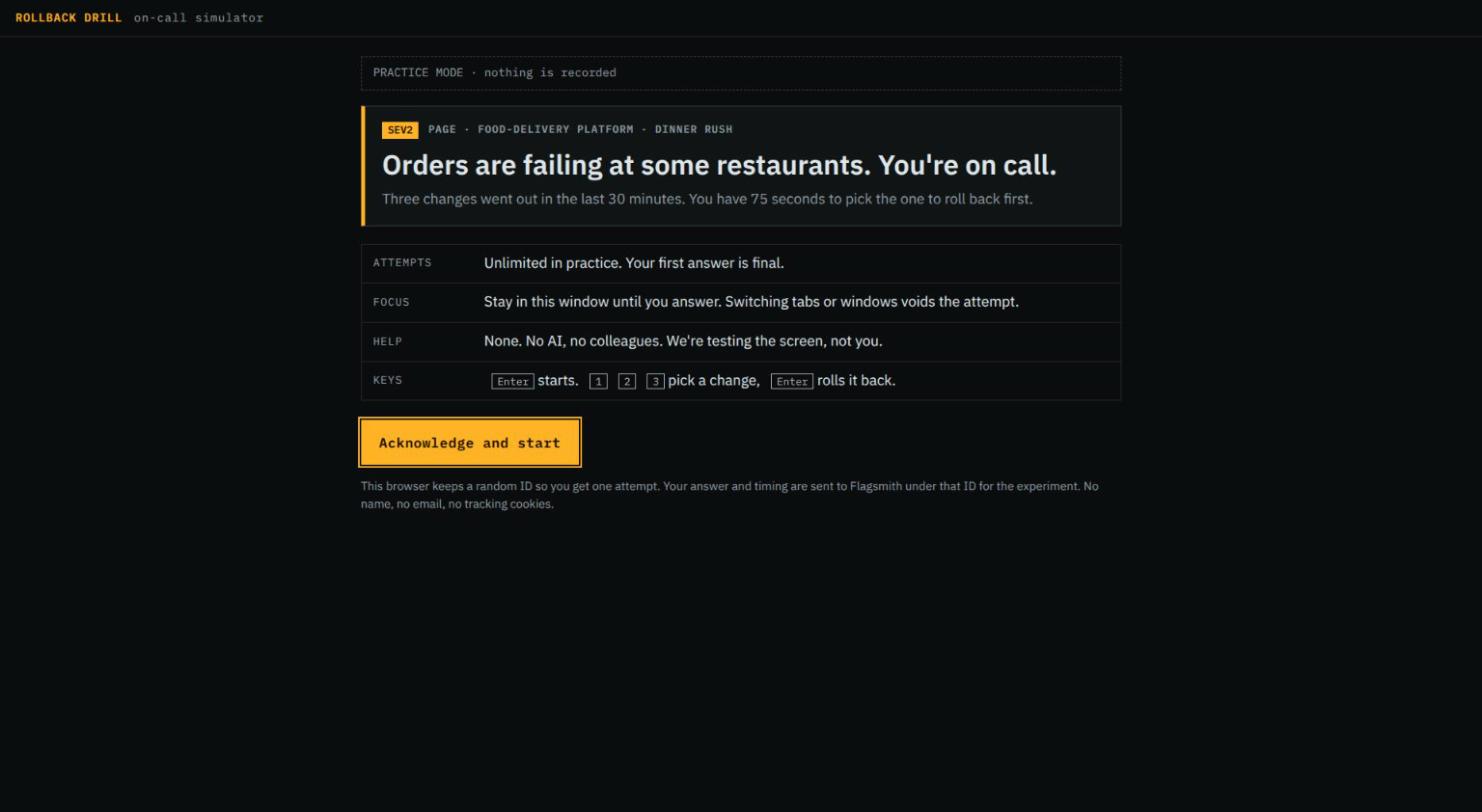 ROLLBACK DRILL on-call simulator
PRACTICE MODE · nothing is recorded
SEV2 PAGE · FOOD-DELIVERY PLATFORM · DINNER RUSH
Orders are failing at some restaurants. You're on call.
Three changes went out in the last 30 minutes. You have 75 seconds to pick the one to roll back first.
ATTEMPTS Unlimited in practice. Your first answer is final.
FOCUS Stay in this window until you answer. Switching tabs or windows voids the attempt.
HELP None. No AI, no colleagues. We're testing the screen, not you.
KEYS Enter starts. 1 2 3 pick a change, Enter rolls it back.
Acknowledge and start
This browser keeps a random ID so you get one attempt. Your answer and timing are sent to Flagsmith under that ID for the experiment. No
name, no email, no tracking cookies.